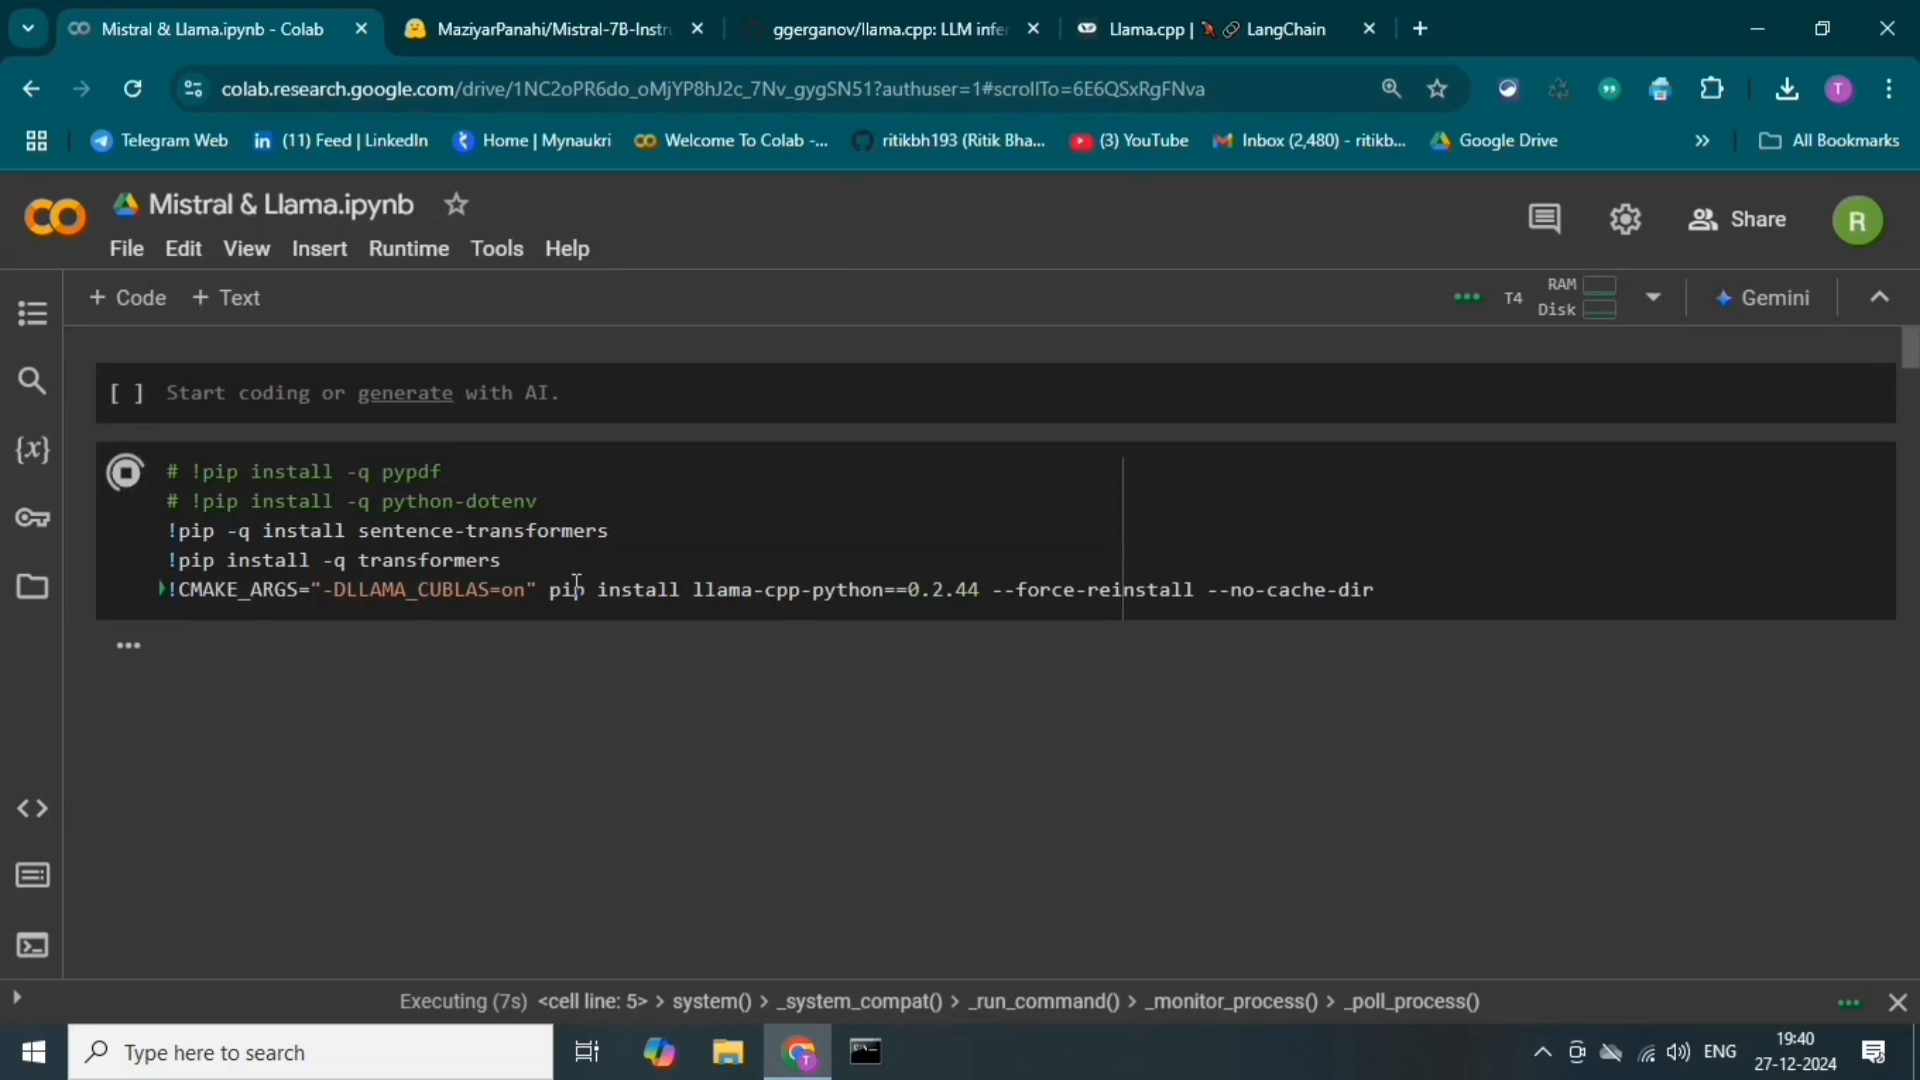 Mistral & Llama.ipynb - Colab
MaziyarPanahi/Mistral-7B-Instru
ggerganov/llama.cpp: LLM infer
Llama.cpp | LangChain
colab.research.google.com/drive/1NC2oPR6do_oMjYP8hJ2c_7Nv_gygSN51?authuser=1#scrollTo=6E6QSxRgFNva
T
Telegram Web
(11) Feed | LinkedIn
Home | Mynaukri
Welcome To Colab -...
ritikbh193 (Ritik Bha...
(3) YouTube
Inbox (2,480) - ritikb...
Google Drive
All Bookmarks
Mistral & Llama.ipynb
Share
R
File Edit View Insert Runtime Tools Help
+ Code + Text
T4
RAM
Disk
Gemini
[ ] Start coding or generate with AI.
# !pip install -q pypdf
# !pip install -q python-dotenv
!pip -q install sentence-transformers
!pip install -q transformers
!CMAKE_ARGS="-DLLAMA_CUBLAS=on" pip install llama-cpp-python==0.2.44 --force-reinstall --no-cache-dir
Executing (7s) <cell line: 5> > system() > _system_compat() > _run_command() > _monitor_process() > _poll_process()
Type here to search
T
ENG
19:40
27-12-2024